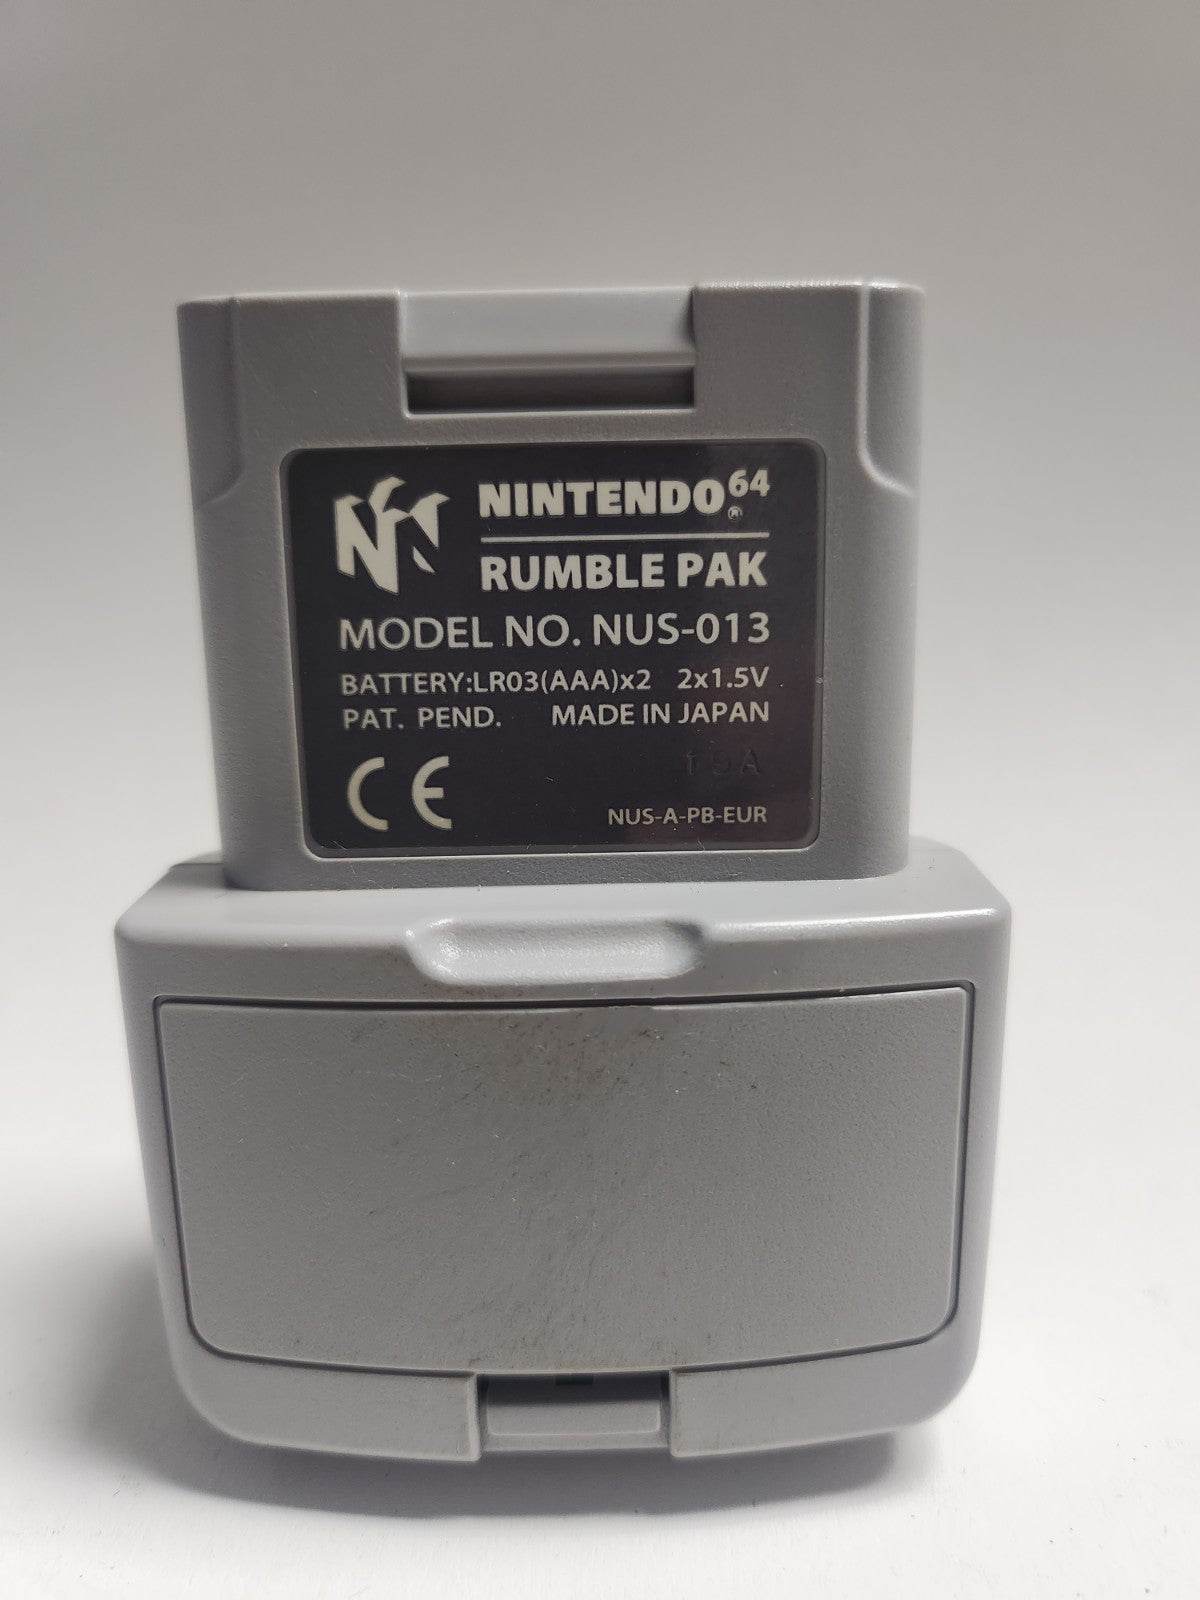 NINTENDO64®
RUMBLE PAK
MODEL NO. NUS-013
BATTERY:LR03(AAA)x2 2x1.5V
PAT. PEND. MADE IN JAPAN
CE
NUS-A-PB-EUR